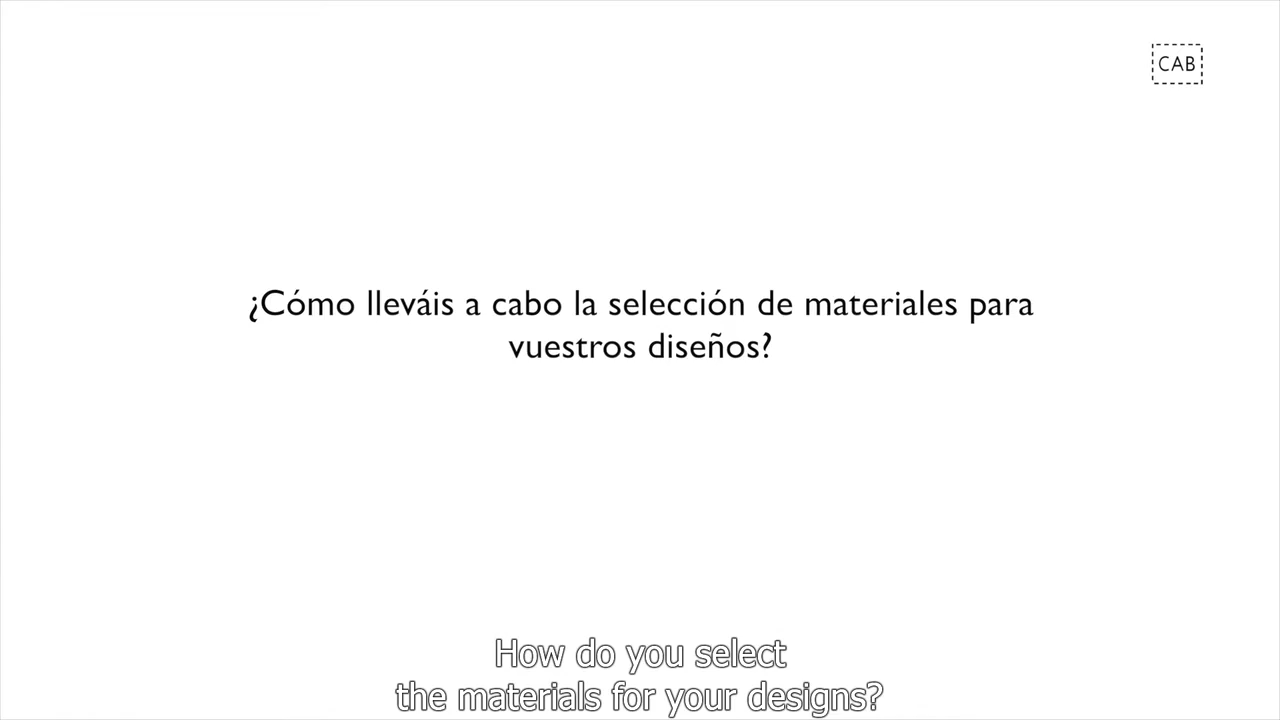 CAB
¿Cómo lleváis a cabo la selección de materiales para
vuestros diseños?
How do you select
the materials for your designs?